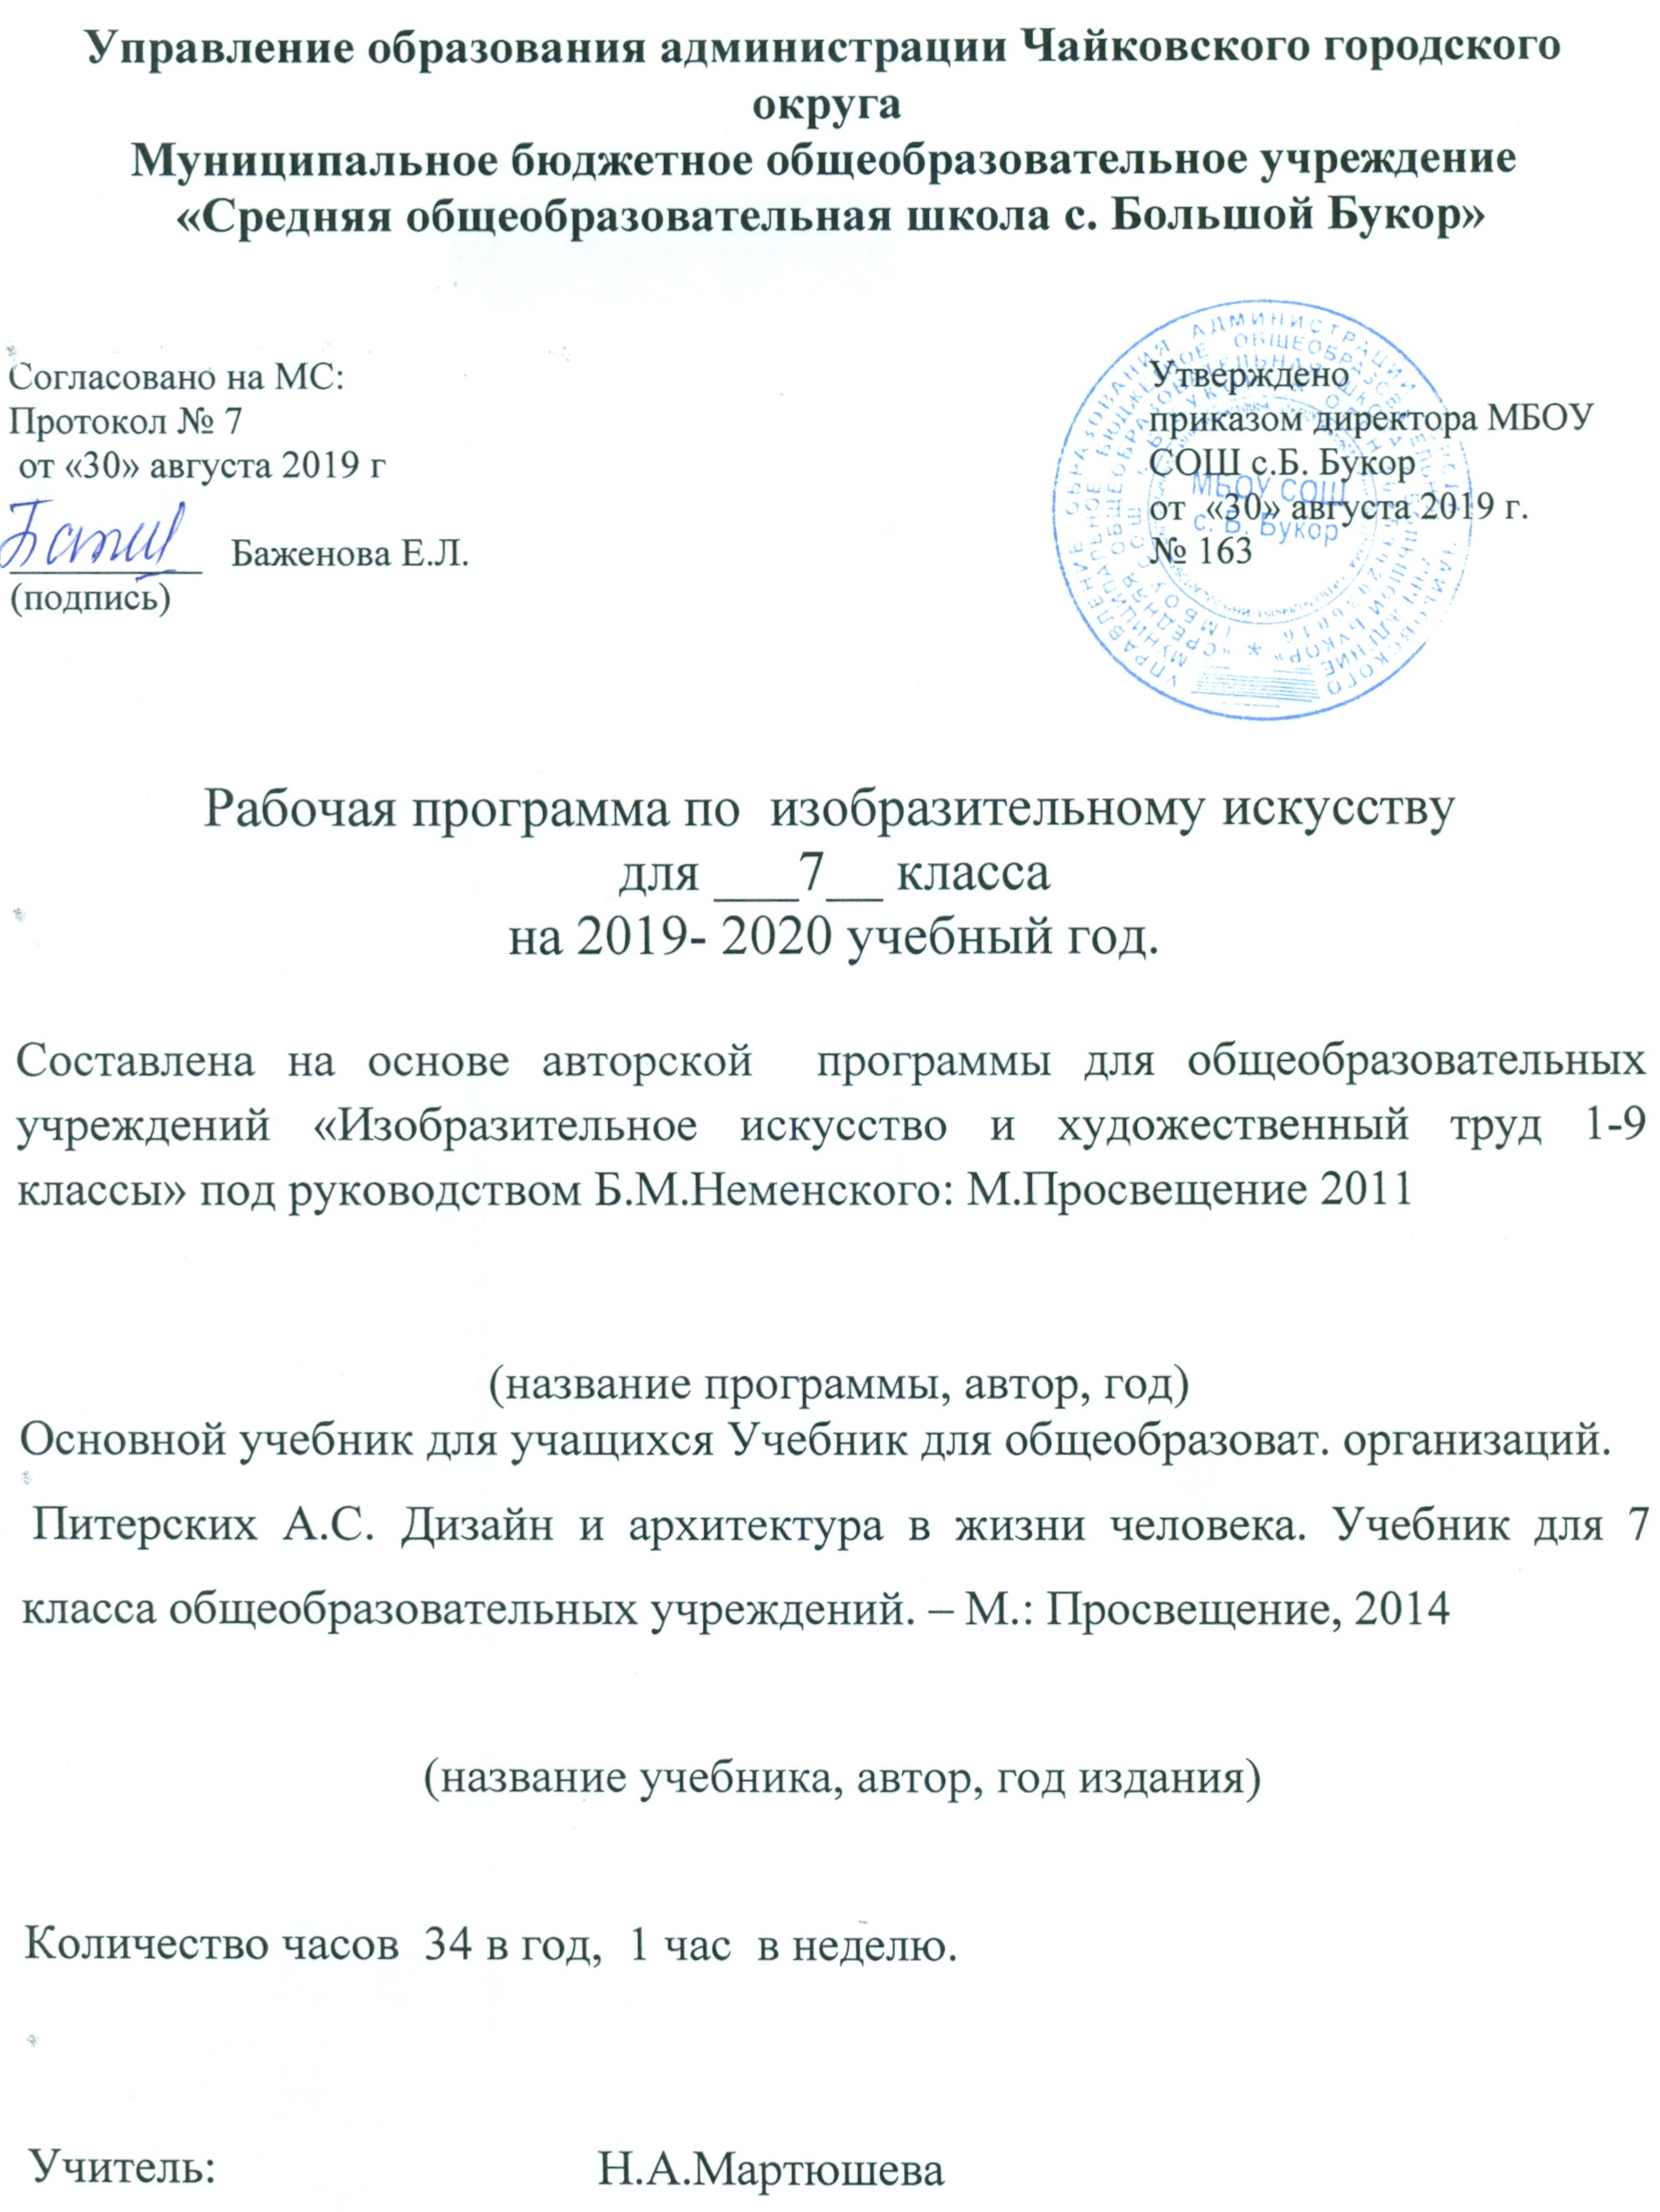 Управление образования администрации Чайковского городского
округа
Муниципальное бюджетное общеобразовательное учреждение
«Средняя общеобразовательная школа с. Большой Букор»
Согласовано на МС:
Протокол № 7
от «30» августа 2019 г
Баженова Е.Л.
(подпись)
Утверждено
приказом директора МБОУ
СОШ с.Б. Букор
от «30» августа 2019 г.
№ 163
МБОУ СОШ
с. Б. Букор
Рабочая программа по изобразительному искусству
для ___7__ класса
на 2019- 2020 учебный год.
Составлена на основе авторской программы для общеобразовательных
учреждений «Изобразительное искусство и художественный труд 1-9
классы» под руководством Б.М.Неменского: М.Просвещение 2011
(название программы, автор, год)
Основной учебник для учащихся Учебник для общеобразоват. организаций.
Питерских А.С. Дизайн и архитектура в жизни человека. Учебник для 7
класса общеобразовательных учреждений. – М.: Просвещение, 2014
(название учебника, автор, год издания)
Количество часов 34 в год, 1 час в неделю.
Учитель: Н.А.Мартюшева